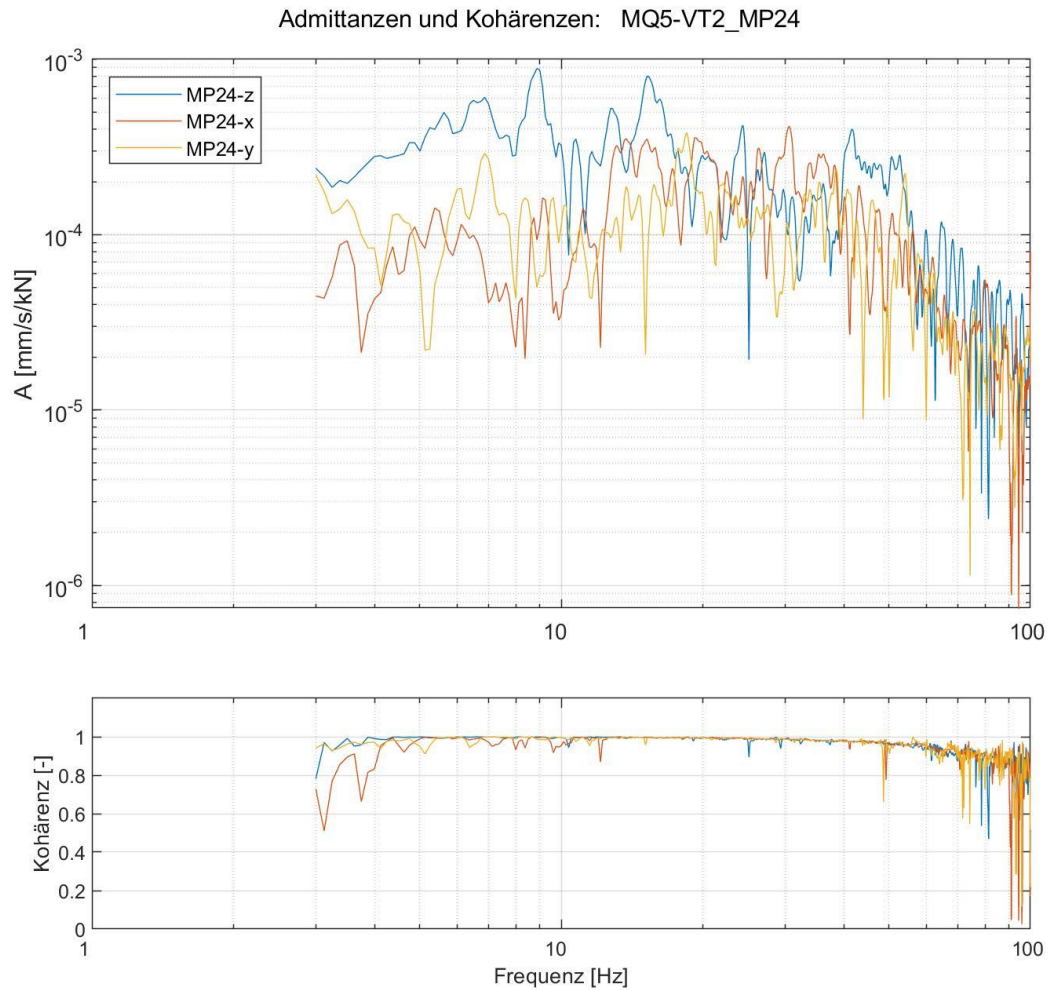 Admittanzen und Kohärenzen: MQ5-VT2_MP24
10⁻³
MP24-z
MP24-x
MP24-y
10⁻⁴
A [mm/s/kN]
10⁻⁵
10⁻⁶
1 10 100
1
0.8
0.6
0.4
0.2
0
Kohärenz [-]
1 10 100
Frequenz [Hz]